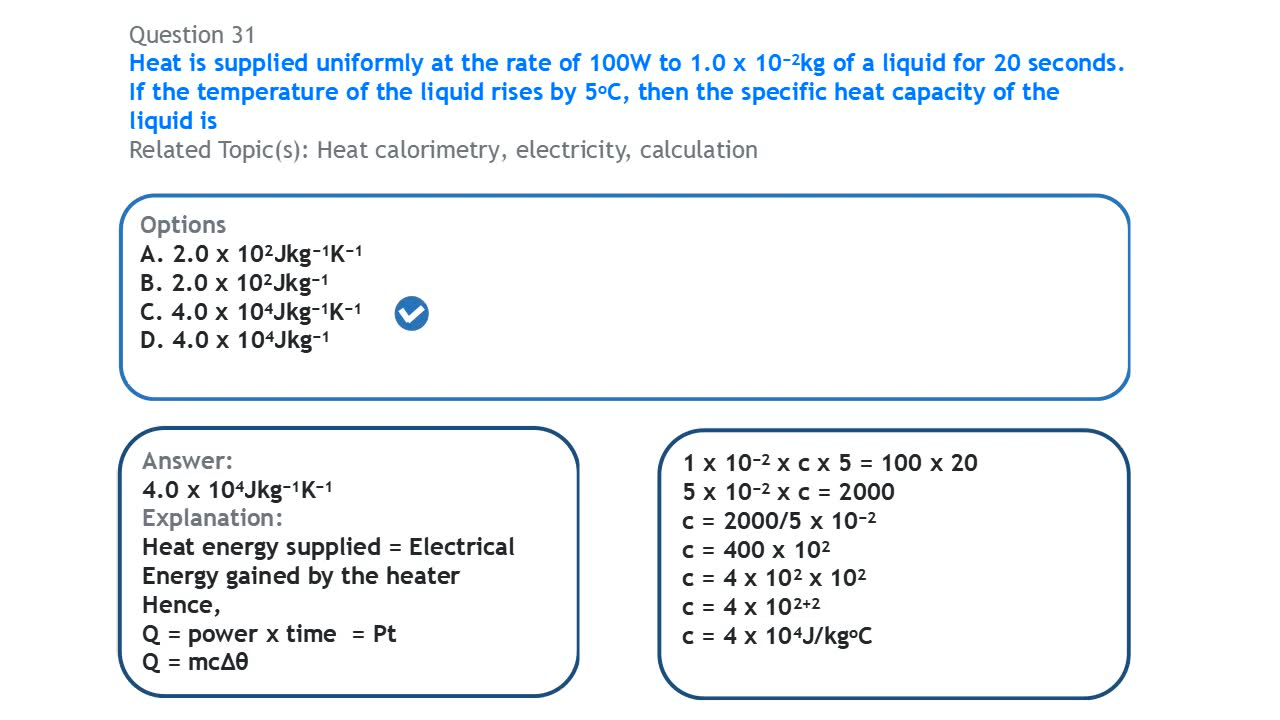 Question 31
Heat is supplied uniformly at the rate of 100W to 1.0 x 10⁻²kg of a liquid for 20 seconds.
If the temperature of the liquid rises by 5ºC, then the specific heat capacity of the
liquid is
Related Topic(s): Heat calorimetry, electricity, calculation
Options
A. 2.0 x 10²Jkg⁻¹K⁻¹
B. 2.0 x 10²Jkg⁻¹
C. 4.0 x 10⁴Jkg⁻¹K⁻¹
D. 4.0 x 10⁴Jkg⁻¹
Answer:
4.0 x 10⁴Jkg⁻¹K⁻¹
Explanation:
Heat energy supplied = Electrical
Energy gained by the heater
Hence,
Q = power x time = Pt
Q = mcΔθ
1 x 10⁻² x c x 5 = 100 x 20
5 x 10⁻² x c = 2000
c = 2000/5 x 10⁻²
c = 400 x 10²
c = 4 x 10² x 10²
c = 4 x 10²⁺²
c = 4 x 10⁴J/kgºC